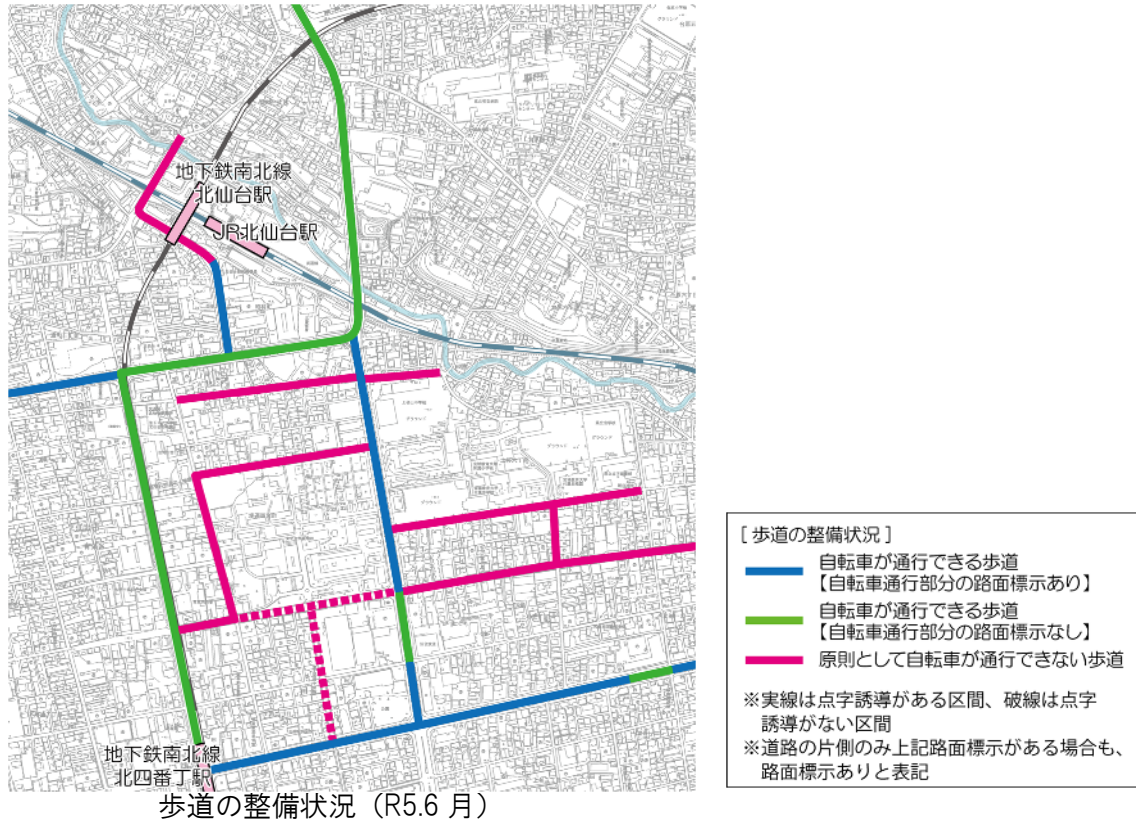 地下鉄南北線
北仙台駅
JR北仙台駅
地下鉄南北線
北四番丁駅
歩道の整備状況（R5.6月）
[歩道の整備状況]
自転車が通行できる歩道
【自転車通行部分の路面標示あり】
自転車が通行できる歩道
【自転車通行部分の路面標示なし】
原則として自転車が通行できない歩道
※実線は点字誘導がある区間、破線は点字
誘導がない区間
※道路の片側のみ上記路面標示がある場合も、
路面標示ありと表記